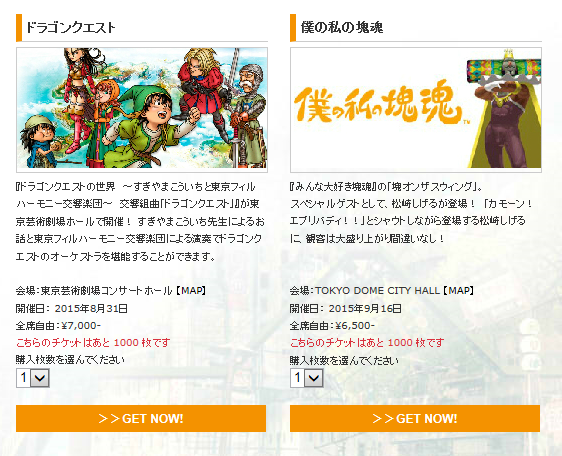 ドラゴンクエスト
『ドラゴンクエストの世界　～すぎやまこういちと東京フィル
ハーモニー交響楽団～　交響組曲「ドラゴンクエスト」』が東
京芸術劇場ホールで開催！すぎやまこういち先生によるお
話と東京フィルハーモニー交響楽団による演奏でドラゴンク
エストのオーケストラを堪能することができます。
会場：東京芸術劇場コンサートホール【MAP】
開催日： 2015年8月31日
全席自由：¥7,000-
こちらのチケットはあと 1000 枚です
購入枚数を選んでください
1
＞＞GET NOW!
僕の私の塊魂
僕の私の塊魂™
『みんな大好き塊魂』の「塊オンザスウィング」。
スペシャルゲストとして、松崎しげるが登場！「カモーン！
エブリバディ！！」とシャウトしながら登場する松崎しげる
に、観客は大盛り上がり間違いなし！
会場：TOKYO DOME CITY HALL【MAP】
開催日： 2015年9月16日
全席自由：¥6,500-
こちらのチケットはあと 1000 枚です
購入枚数を選んでください
1
＞＞GET NOW!